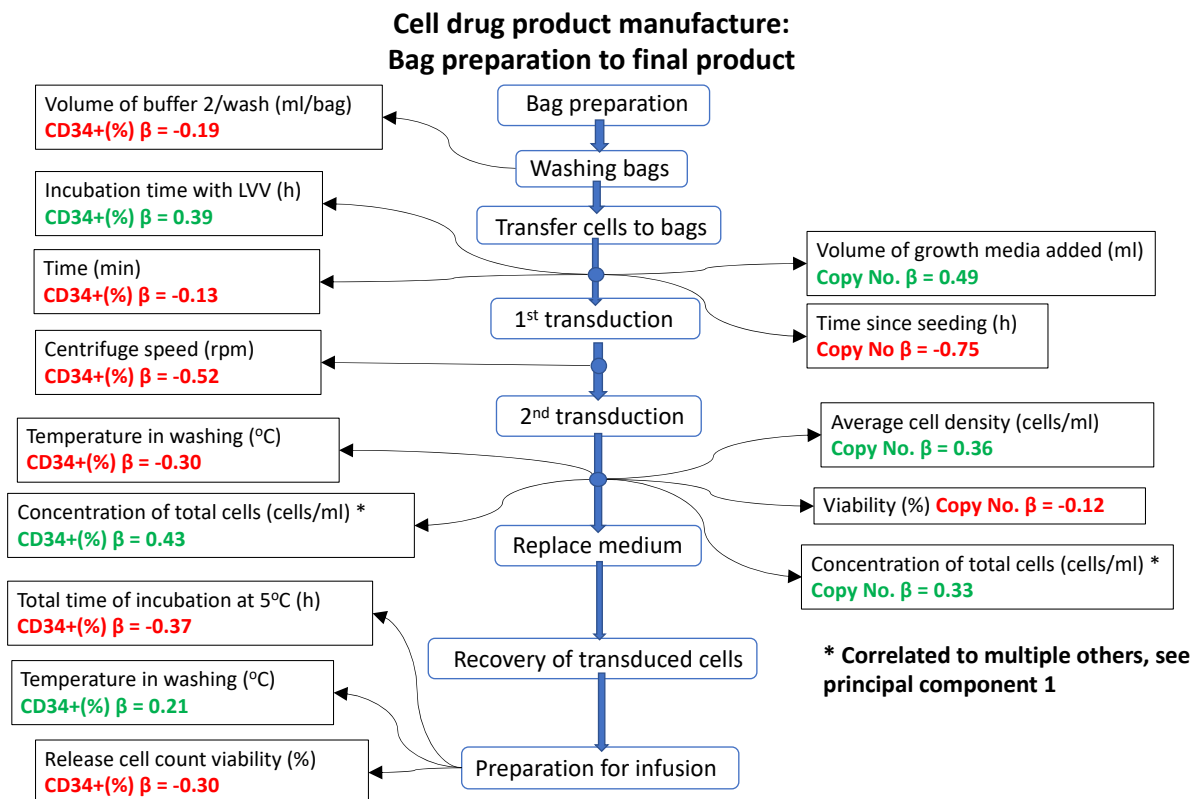 Cell drug product manufacture:
Bag preparation to final product
Volume of buffer 2/wash (ml/bag)
CD34+(%) β = -0.19
Incubation time with LVV (h)
CD34+(%) β = 0.39
Time (min)
CD34+(%) β = -0.13
Centrifuge speed (rpm)
CD34+(%) β = -0.52
Temperature in washing (°C)
CD34+(%) β = -0.30
Concentration of total cells (cells/ml) *
CD34+(%) β = 0.43
Total time of incubation at 5°C (h)
CD34+(%) β = -0.37
Temperature in washing (°C)
CD34+(%) β = 0.21
Release cell count viability (%)
CD34+(%) β = -0.30
Bag preparation
Washing bags
Transfer cells to bags
1st transduction
2nd transduction
Replace medium
Recovery of transduced cells
Preparation for infusion
Volume of growth media added (ml)
Copy No. β = 0.49
Time since seeding (h)
Copy No β = -0.75
Average cell density (cells/ml)
Copy No. β = 0.36
Viability (%) Copy No. β = -0.12
Concentration of total cells (cells/ml) *
Copy No. β = 0.33
* Correlated to multiple others, see
principal component 1